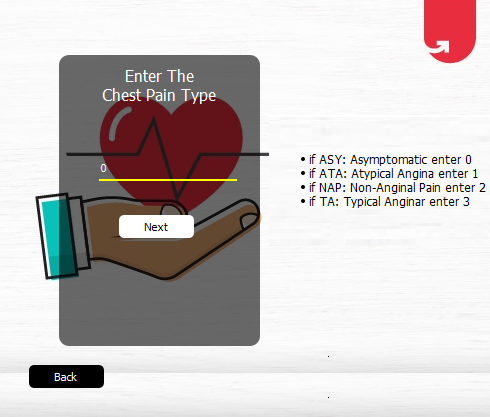 Enter The
Chest Pain Type
0
Next
• if ASY: Asymptomatic enter 0
• if ATA: Atypical Angina enter 1
• if NAP: Non-Anginal Pain enter 2
• if TA: Typical Anginar enter 3
Back